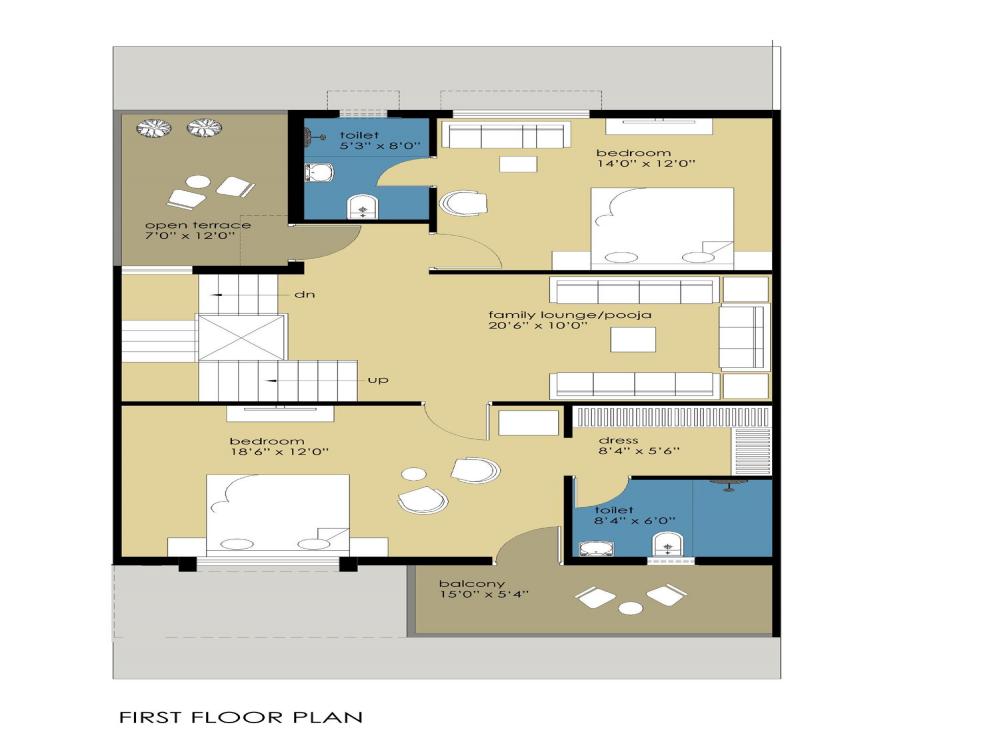 toilet
5'3" x 8'0"
bedroom
14'0" x 12'0"
open terrace
7'0" x 12'0"
dn
family lounge/pooja
20'6" x 10'0"
up
bedroom
18'6" x 12'0"
dress
8'4" x 5'6"
toilet
8'4" x 6'0"
balcony
15'0" x 5'4"
FIRST FLOOR PLAN